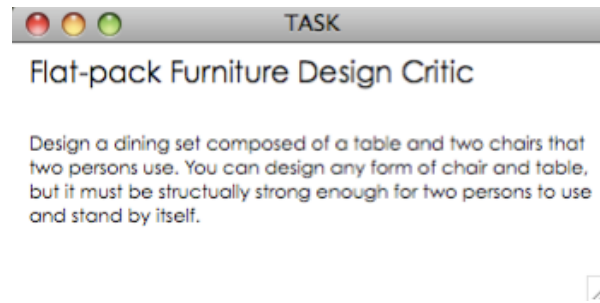 TASK
Flat-pack Furniture Design Critic
Design a dining set composed of a table and two chairs that
two persons use. You can design any form of chair and table,
but it must be structually strong enough for two persons to use
and stand by itself.